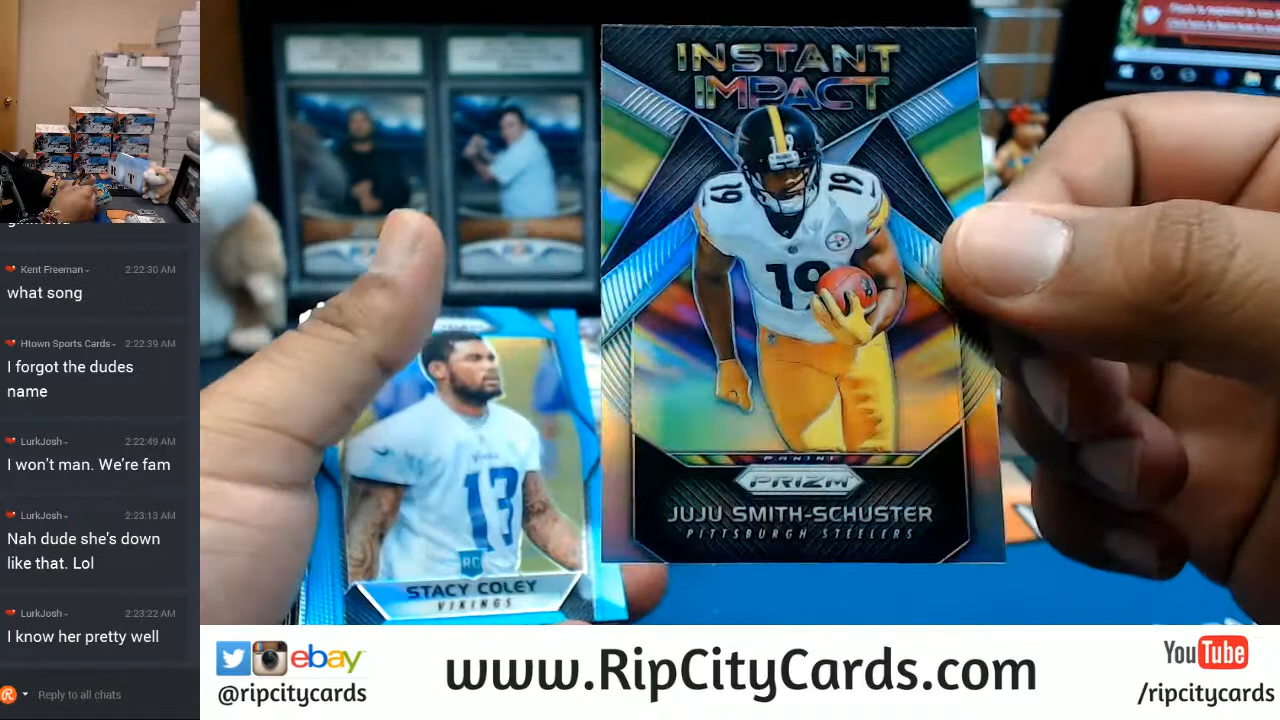 Kent Freeman -
2:22:30 AM
what song
Htown Sports Cards -
2:22:39 AM
I forgot the dudes
name
LurkJosh -
2:22:49 AM
I won't man. We're fam
LurkJosh -
2:23:13 AM
Nah dude she's down
like that. Lol
LurkJosh -
2:23:22 AM
I know her pretty well
Reply to all chats
INSTANT
IMPACT
19
19
19
PANINI
PRIZM
JUJU SMITH-SCHUSTER
PITTSBURGH STEELERS
13
RC
STACY COLEY
VIKINGS
ebay
@ripcitycards
www.RipCityCards.com
YouTube
/ripcitycards